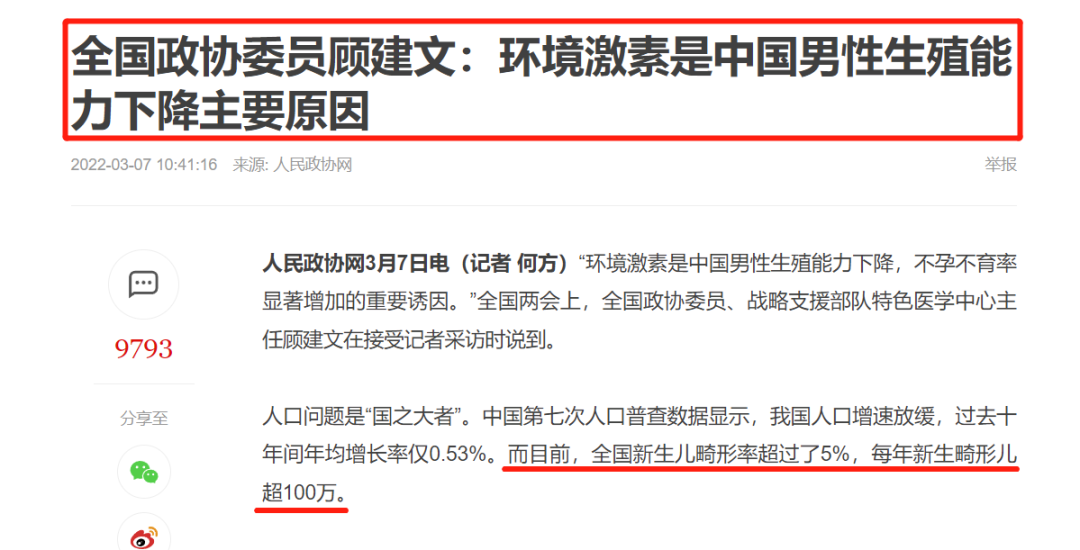 全国政协委员顾建文：环境激素是中国男性生殖能
力下降主要原因
2022-03-07 10:41:16 来源: 人民政协网 举报
人民政协网3月7日电（记者 何方）“环境激素是中国男性生殖能力下降，不孕不育率
显著增加的重要诱因。”全国两会上，全国政协委员、战略支援部队特色医学中心主
任顾建文在接受记者采访时说到。
9793
分享至
人口问题是“国之大者”。中国第七次人口普查数据显示，我国人口增速放缓，过去十
年间年均增长率仅0.53%。而目前，全国新生儿畸形率超过了5%，每年新生畸形儿
超100万。